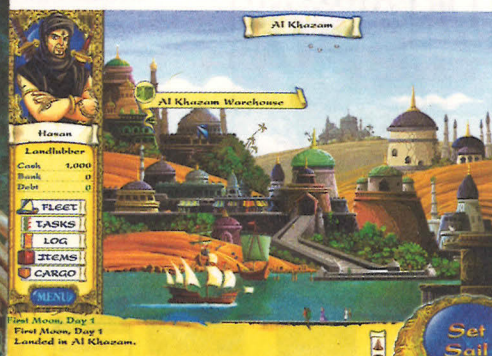 Al Khazam
Al Khazam Warehouse
Hasan
Landlubber
Cash 1,000
Bank 0
Debt 0
FLEET
TASKS
LOG
ITEMS
CARGO
MENU
First Moon, Day 1
First Moon, Day 1
Landed in Al Khazam.
Set
Sail